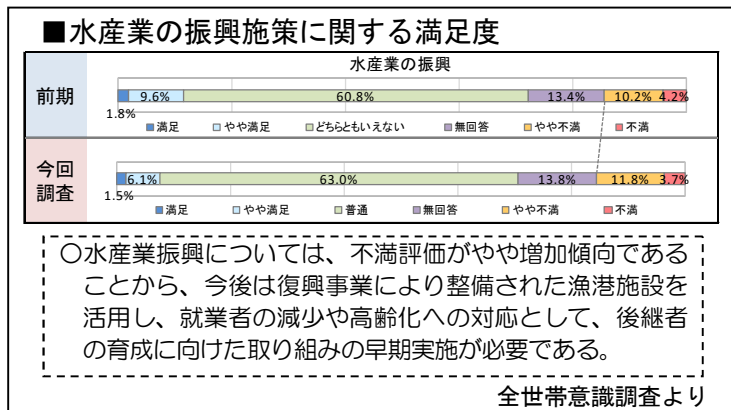 ■水産業の振興施策に関する満足度
水産業の振興
前期
1.8% 9.6% 60.8% 13.4% 10.2% 4.2%
■満足 □やや満足 □どちらともいえない ■無回答 □やや不満 ■不満
今回
調査
1.5% 6.1% 63.0% 13.8% 11.8% 3.7%
■満足 □やや満足 □普通 ■無回答 □やや不満 ■不満
〇水産業振興については、不満評価がやや増加傾向である
ことから、今後は復興事業により整備された漁港施設を
活用し、就業者の減少や高齢化への対応として、後継者
の育成に向けた取り組みの早期実施が必要である。
全世帯意識調査より